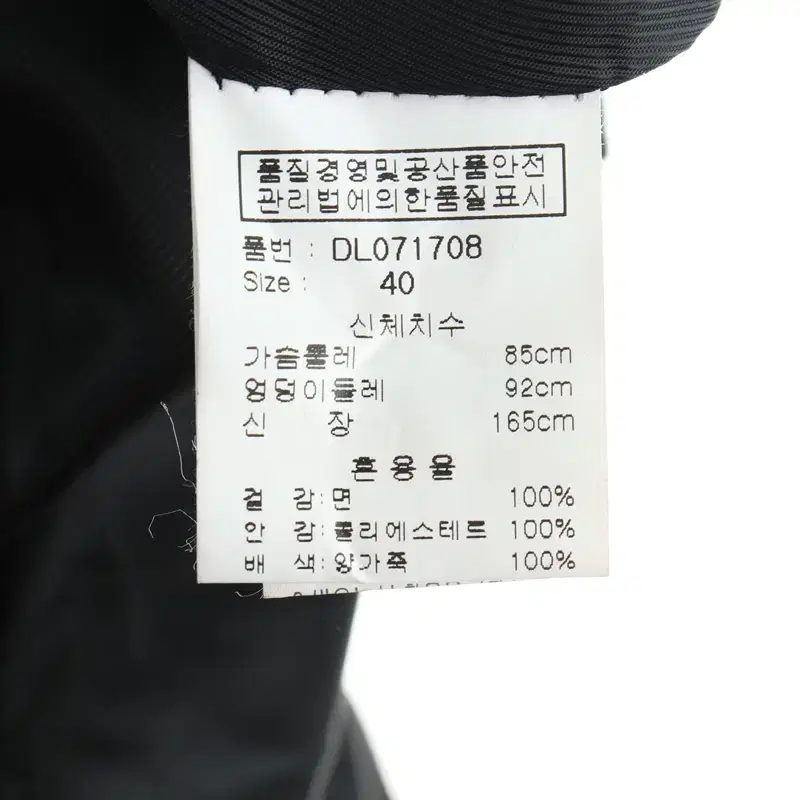 품질경영및공산품안전
관리법에의한품질표시
품번 : DL071708
Size : 40
신체치수
가슴둘레 85cm
엉덩이둘레 92cm
신 장 165cm
혼용율
겉 감:면 100%
안 감:폴리에스테르 100%
배 색:양가죽 100%